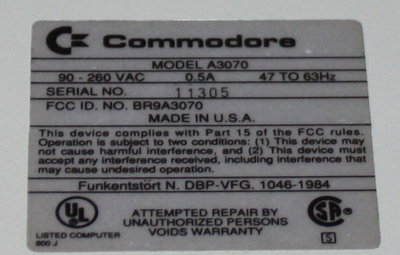 Commodore
MODEL A3070
90 - 260 VAC 0.5A 47 TO 63Hz
SERIAL NO. 11305
FCC ID. NO. BR9A3070
MADE IN U.S.A.
This device complies with Part 15 of the FCC rules.
Operation is subject to two conditions: (1) This device may
not cause harmful interference, and (2) This device must
accept any interference received, including interference that
may cause undesired operation.
Funkentstört N. DBP-VFG. 1046-1984
UL
LISTED COMPUTER
600 J
ATTEMPTED REPAIR BY
UNAUTHORIZED PERSONS
VOIDS WARRANTY
SA
S